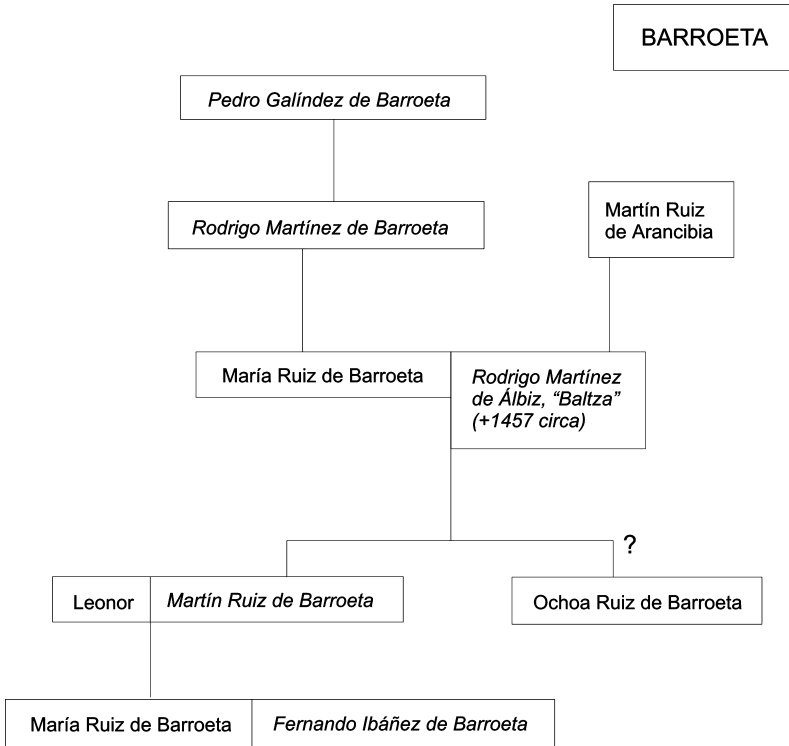 BARROETA
Pedro Galíndez de Barroeta
Rodrigo Martínez de Barroeta
Martín Ruiz
de Arancibia
María Ruiz de Barroeta
Rodrigo Martínez
de Álbiz, “Baltza”
(+1457 circa)
?
Leonor
Martín Ruiz de Barroeta
Ochoa Ruiz de Barroeta
María Ruiz de Barroeta
Fernando Ibáñez de Barroeta